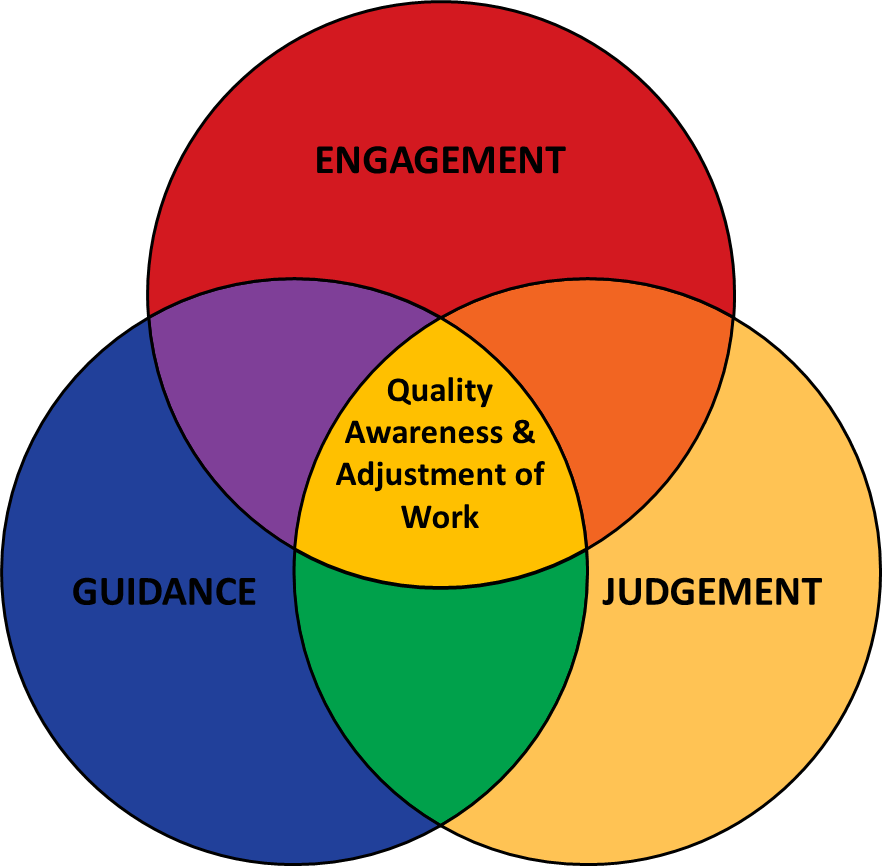 ENGAGEMENT
Quality
Awareness &
Adjustment of
Work
GUIDANCE
JUDGEMENT